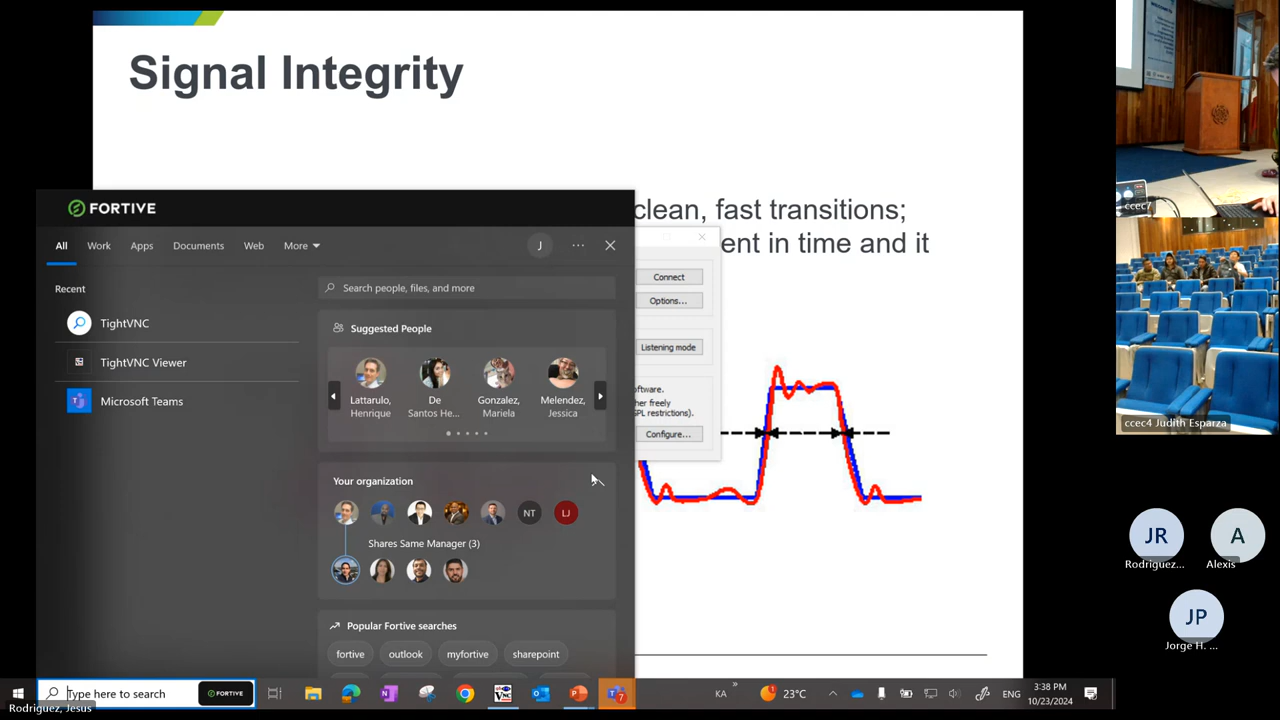 Signal Integrity
clean, fast transitions;
ent in time and it
FORTIVE
All Work Apps Documents Web More
J
Recent
TightVNC
TightVNC Viewer
Microsoft Teams
Search people, files, and more
Suggested People
Lattarulo, Henrique
De Santos He...
Gonzalez, Mariela
Melendez, Jessica
Your organization
NT
LJ
Shares Same Manager (3)
Popular Fortive searches
fortive outlook myfortive sharepoint
Connect
Options...
Listening mode
oftware.
her freely
GPL restrictions).
Configure...
Type here to search
FORTIVE
Rodriguez, Jesus
VNC
7
KA
23°C
ENG
3:38 PM
10/23/2024
ccec7
ccec4 Judith Esparza
JR
Rodriguez...
A
Alexis
JP
Jorge H. ...